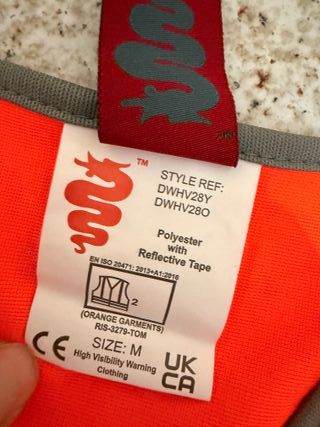 ™
STYLE REF:
DWHV28Y
DWHV28O
Polyester
with
Reflective Tape
EN ISO 20471: 2013+A1:2016
2
(ORANGE GARMENTS)
RIS-3279-TOM
SIZE: M
CE
High Visibility Warning
Clothing
UK
CA